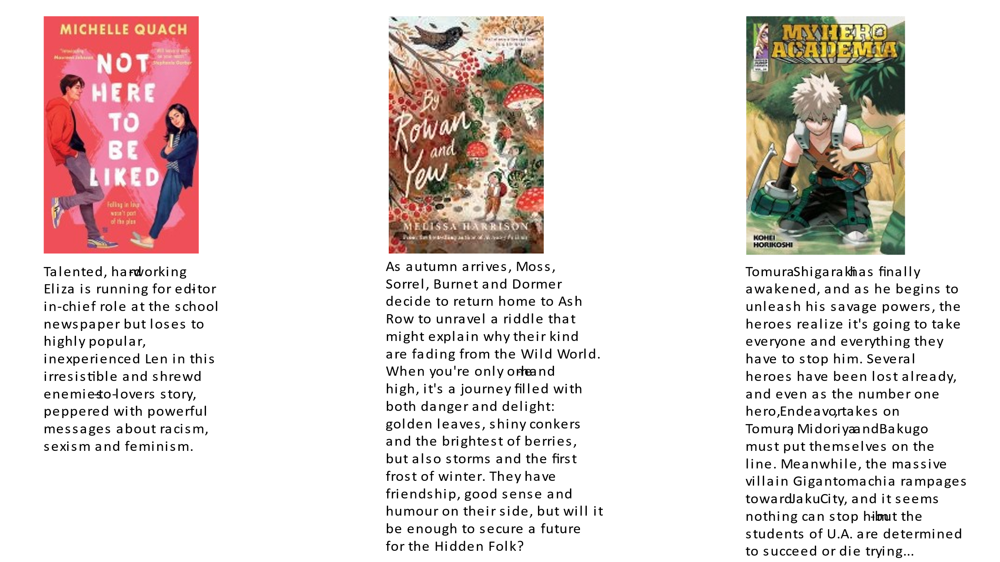 MICHELLE QUACH
Maureen Johnson
Stephanie Garber
NOT
HERE
TO
BE
LIKED
Falling in love
wasn't part
of the plan
Talented, hard-working
Eliza is running for editor-
in-chief role at the school
newspaper but loses to
highly popular,
inexperienced Len in this
irresistible and shrewd
enemies-to-lovers story,
peppered with powerful
messages about racism,
sexism and feminism.
By
Rowan
and
Yew
MELISSA HARRISON
As autumn arrives, Moss,
Sorrel, Burnet and Dormer
decide to return home to Ash
Row to unravel a riddle that
might explain why their kind
are fading from the Wild World.
When you're only one-hand
high, it's a journey filled with
both danger and delight:
golden leaves, shiny conkers
and the brightest of berries,
but also storms and the first
frost of winter. They have
friendship, good sense and
humour on their side, but will it
be enough to secure a future
for the Hidden Folk?
MY HERO
ACADEMIA
KOHEI
HORIKOSHI
Tomura Shigaraki has finally
awakened, and as he begins to
unleash his savage powers, the
heroes realize it's going to take
everyone and everything they
have to stop him. Several
heroes have been lost already,
and even as the number one
hero, Endeavor, takes on
Tomura, Midoriya and Bakugo
must put themselves on the
line. Meanwhile, the massive
villain Gigantomachia rampages
toward Jaku City, and it seems
nothing can stop him-but the
students of U.A. are determined
to succeed or die trying...